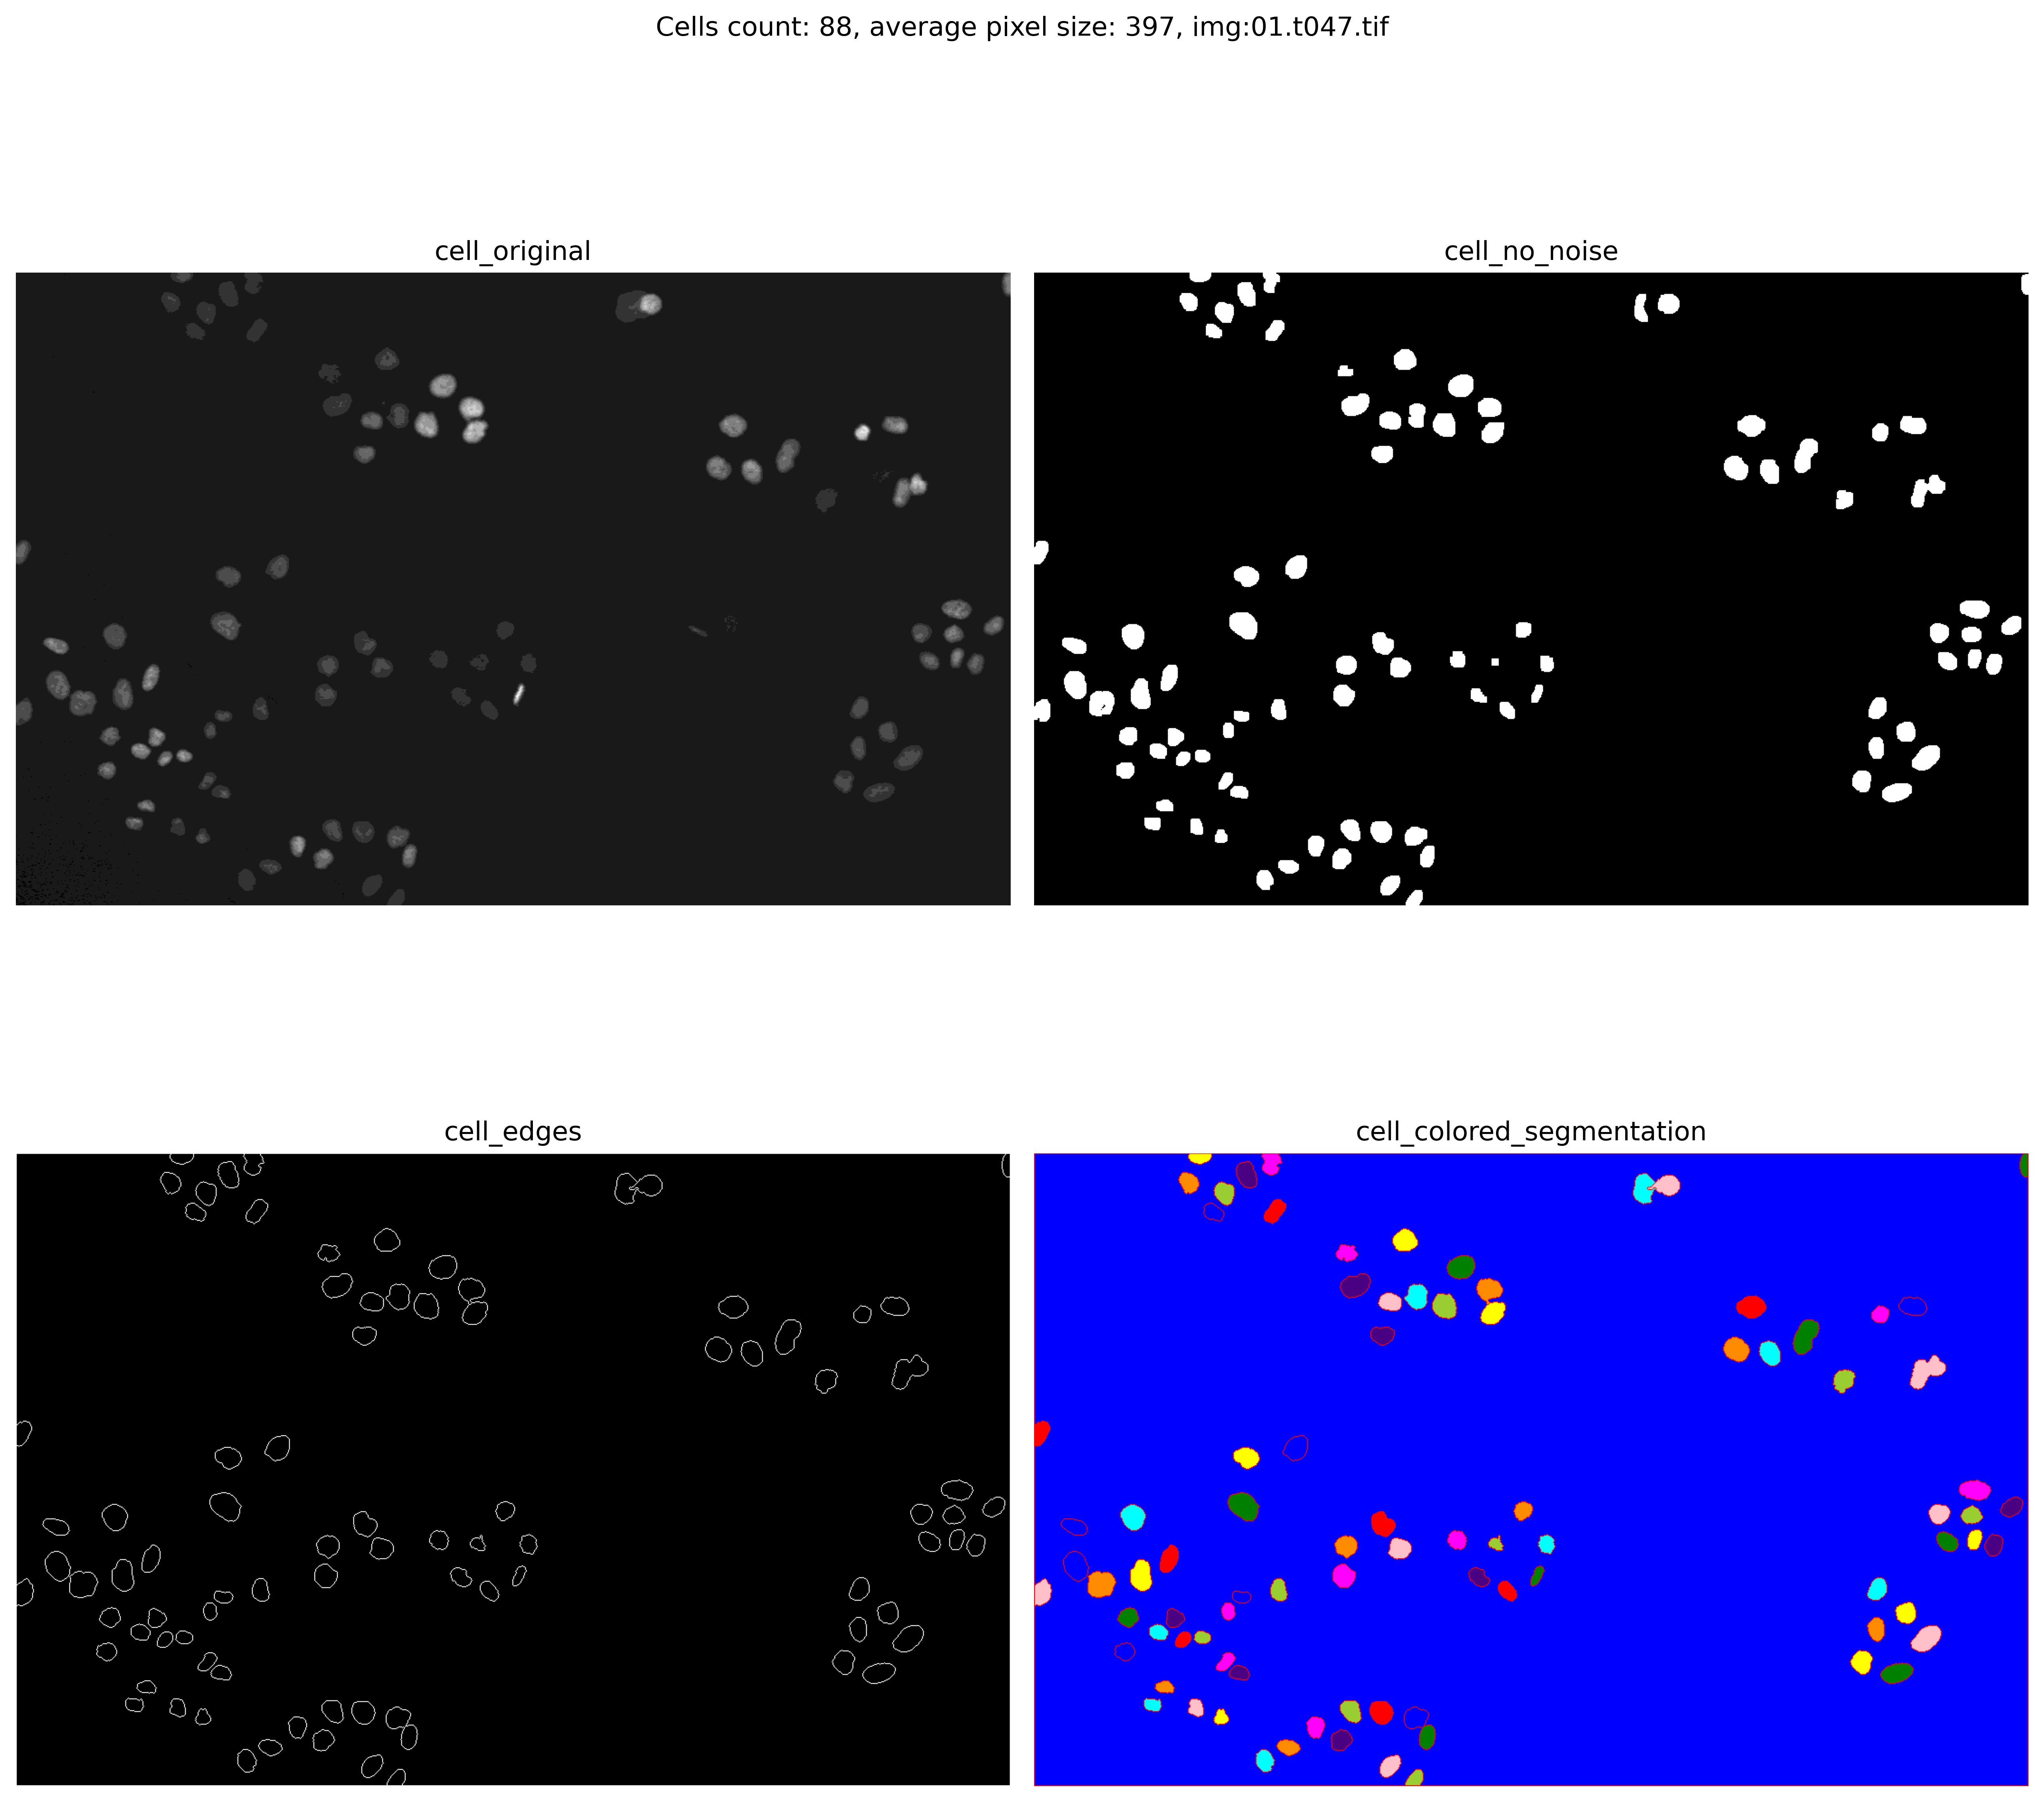 Cells count: 88, average pixel size: 397, img:01.t047.tif
cell_original
cell_no_noise
cell_edges
cell_colored_segmentation